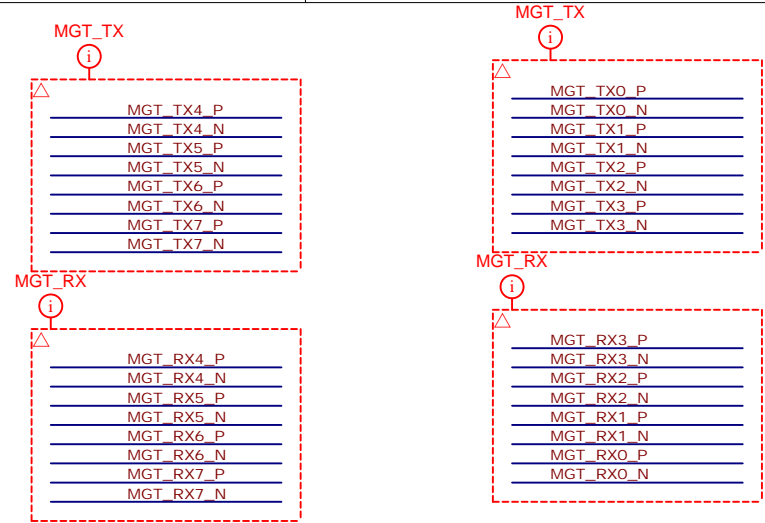 MGT_TX
i
MGT_TX4_P
MGT_TX4_N
MGT_TX5_P
MGT_TX5_N
MGT_TX6_P
MGT_TX6_N
MGT_TX7_P
MGT_TX7_N
MGT_RX
i
MGT_RX4_P
MGT_RX4_N
MGT_RX5_P
MGT_RX5_N
MGT_RX6_P
MGT_RX6_N
MGT_RX7_P
MGT_RX7_N
MGT_TX
i
MGT_TX0_P
MGT_TX0_N
MGT_TX1_P
MGT_TX1_N
MGT_TX2_P
MGT_TX2_N
MGT_TX3_P
MGT_TX3_N
MGT_RX
i
MGT_RX3_P
MGT_RX3_N
MGT_RX2_P
MGT_RX2_N
MGT_RX1_P
MGT_RX1_N
MGT_RX0_P
MGT_RX0_N